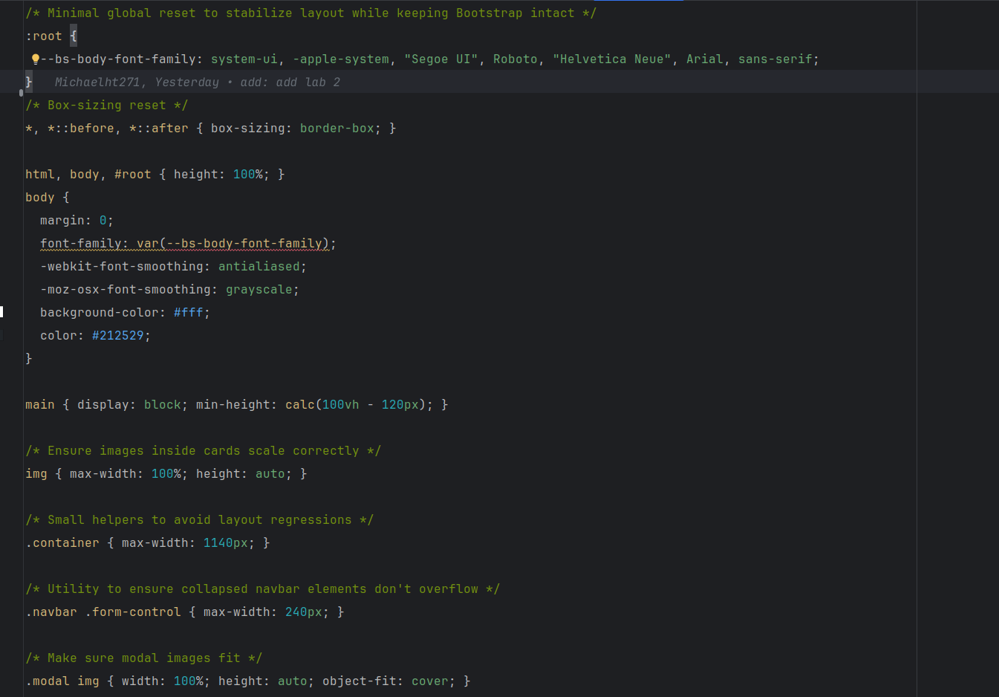 /* Minimal global reset to stabilize layout while keeping Bootstrap intact */
:root {
--bs-body-font-family: system-ui, -apple-system, "Segoe UI", Roboto, "Helvetica Neue", Arial, sans-serif;
} Michaelht271, Yesterday • add: add lab 2
/* Box-sizing reset */
*, *::before, *::after { box-sizing: border-box; }
html, body, #root { height: 100%; }
body {
margin: 0;
font-family: var(--bs-body-font-family);
-webkit-font-smoothing: antialiased;
-moz-osx-font-smoothing: grayscale;
background-color: #fff;
color: #212529;
}
main { display: block; min-height: calc(100vh - 120px); }
/* Ensure images inside cards scale correctly */
img { max-width: 100%; height: auto; }
/* Small helpers to avoid layout regressions */
.container { max-width: 1140px; }
/* Utility to ensure collapsed navbar elements don't overflow */
.navbar .form-control { max-width: 240px; }
/* Make sure modal images fit */
.modal img { width: 100%; height: auto; object-fit: cover; }